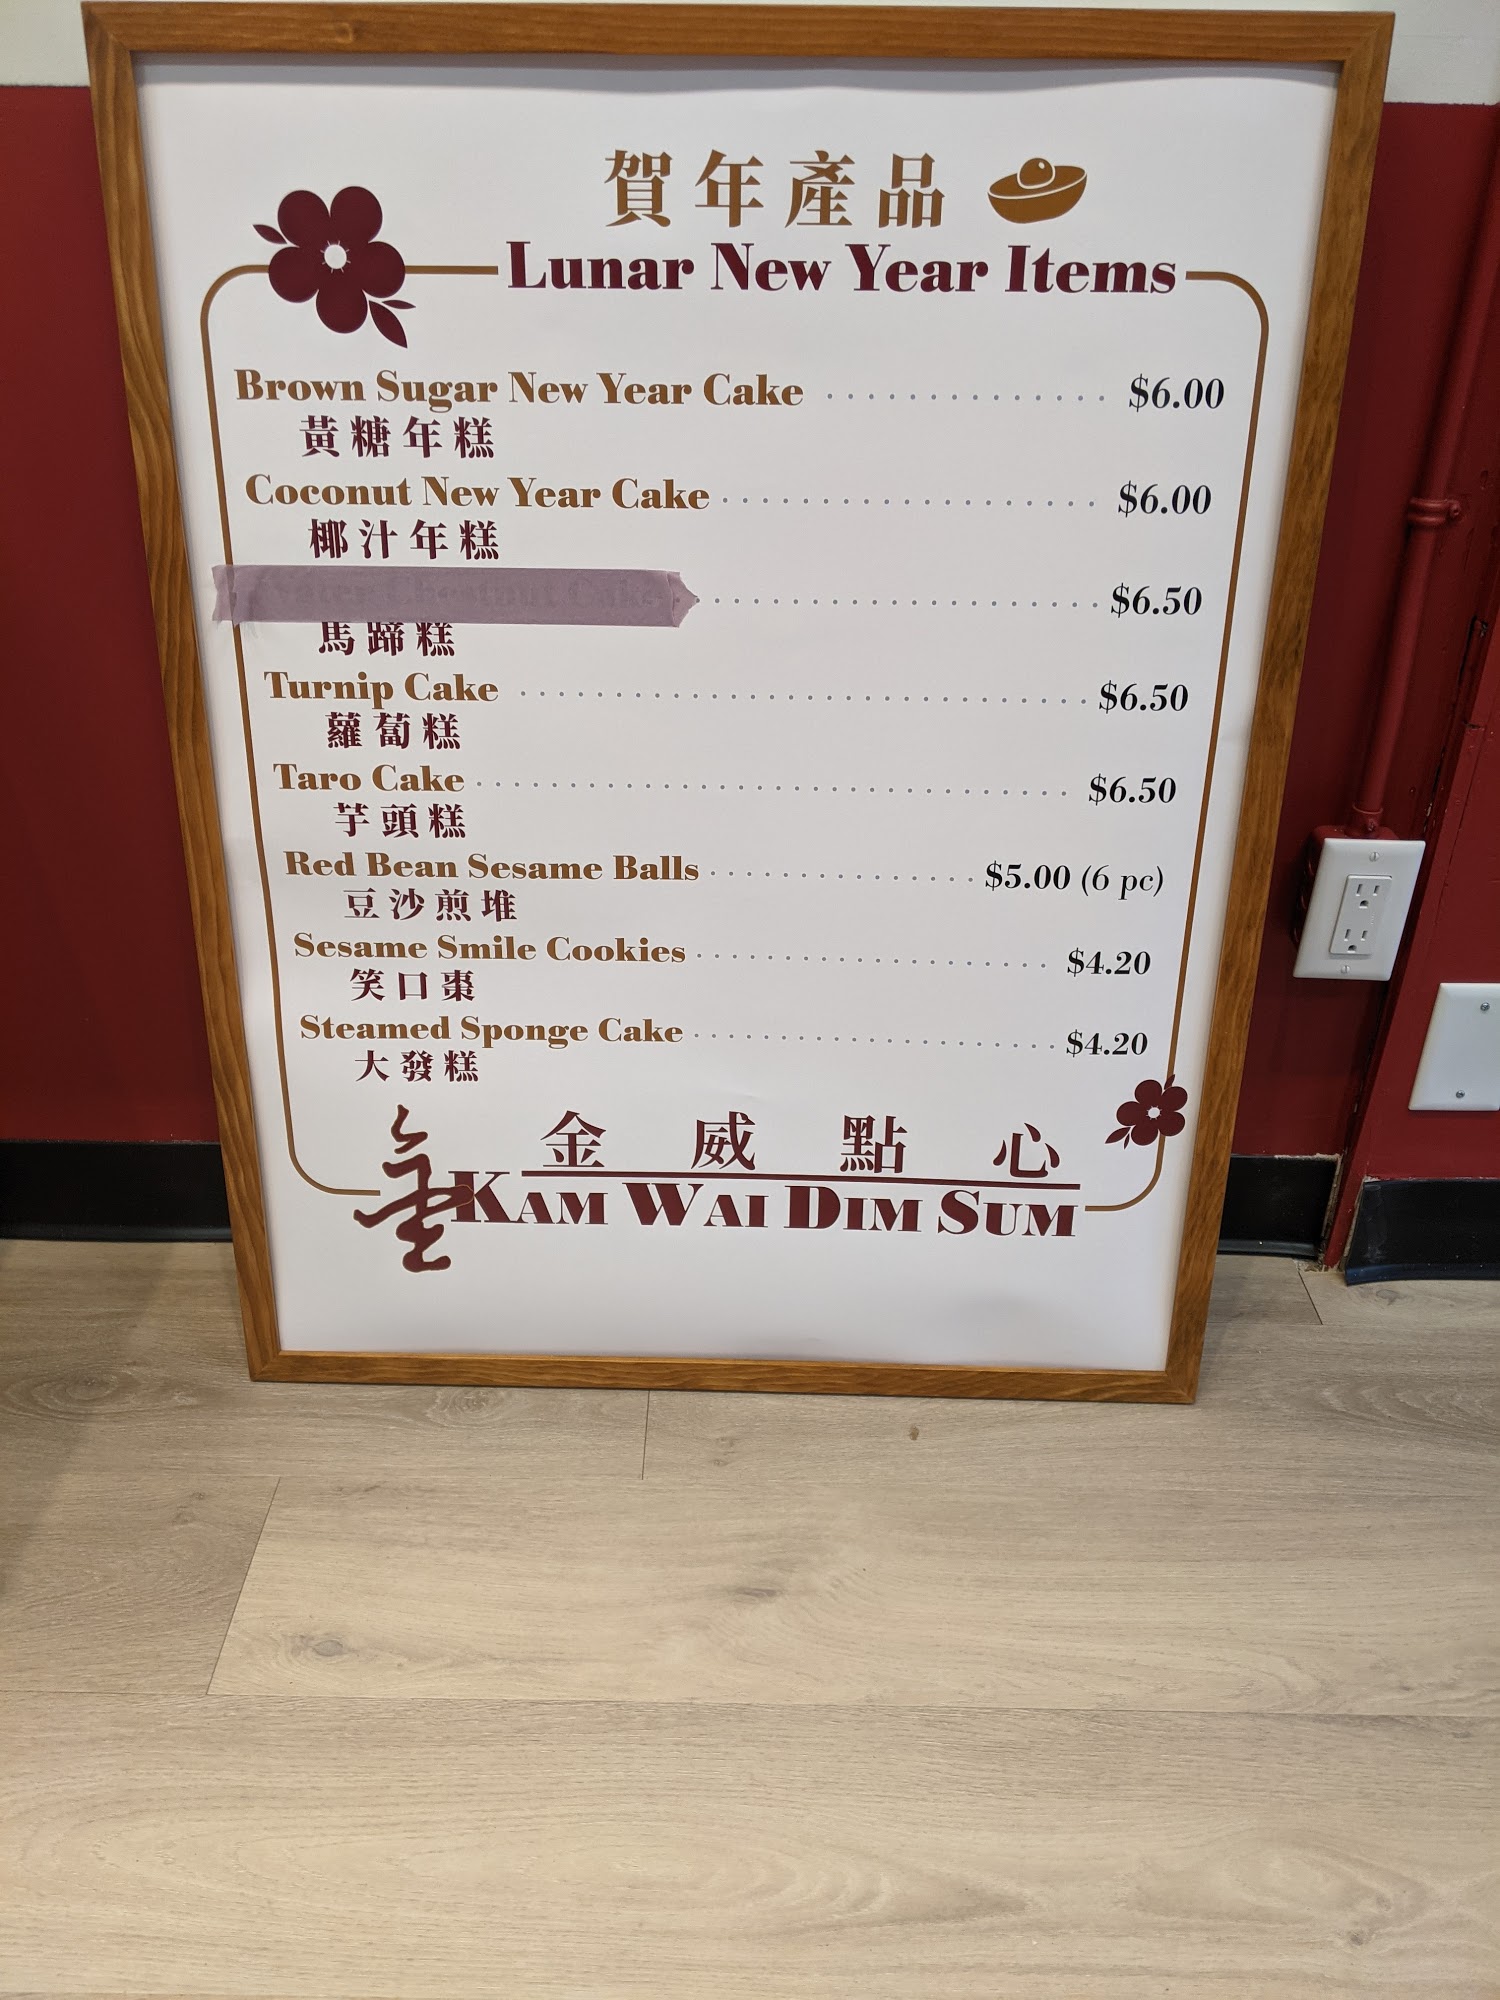 賀年產品
Lunar New Year Items
Brown Sugar New Year Cake $6.00
黃糖年糕
Coconut New Year Cake $6.00
椰汁年糕
Water Chestnut Cake $6.50
馬蹄糕
Turnip Cake $6.50
蘿蔔糕
Taro Cake $6.50
芋頭糕
Red Bean Sesame Balls $5.00 (6 pc)
豆沙煎堆
Sesame Smile Cookies $4.20
笑口棗
Steamed Sponge Cake $4.20
大發糕
金威點心
KAM WAI DIM SUM